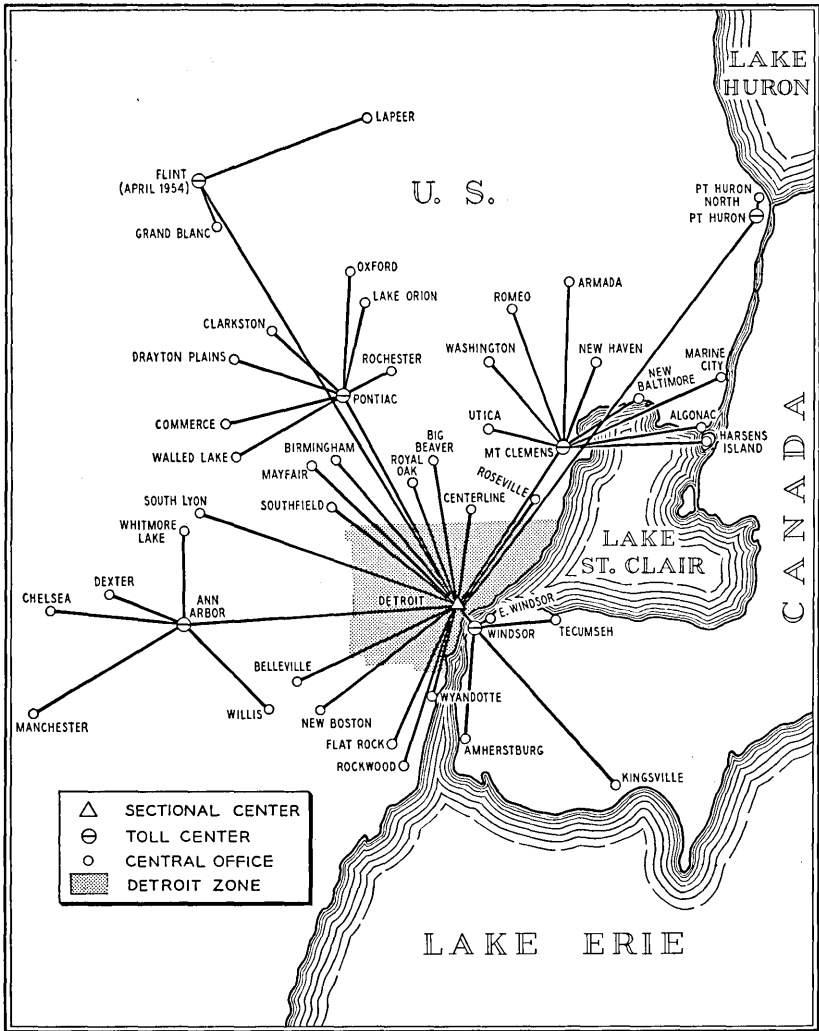 LAKE
HURON
LAPEER
FLINT
(APRIL 1954)
U. S.
PT HURON
NORTH
PT HURON
GRAND BLANC
OXFORD
LAKE ORION
ARMADA
ROMEO
CLARKSTON
DRAYTON PLAINS
ROCHESTER
WASHINGTON
NEW HAVEN
MARINE
CITY
NEW
BALTIMORE
PONTIAC
COMMERCE
UTICA
ALGONAC
MT CLEMENS
HARSENS
ISLAND
CANADA
WALLED LAKE
BIRMINGHAM
MAYFAIR
ROYAL
OAK
BIG
BEAVER
ROSEVILLE
SOUTH LYON
SOUTHFIELD
CENTERLINE
WHITMORE
LAKE
LAKE
ST. CLAIR
DEXTER
CHELSEA
ANN
ARBOR
DETROIT
E. WINDSOR
WINDSOR
TECUMSEH
BELLEVILLE
MANCHESTER
WILLIS
NEW BOSTON
WYANDOTTE
FLAT ROCK
ROCKWOOD
AMHERSTBURG
KINGSVILLE
SECTIONAL CENTER
TOLL CENTER
CENTRAL OFFICE
DETROIT ZONE
LAKE ERIE